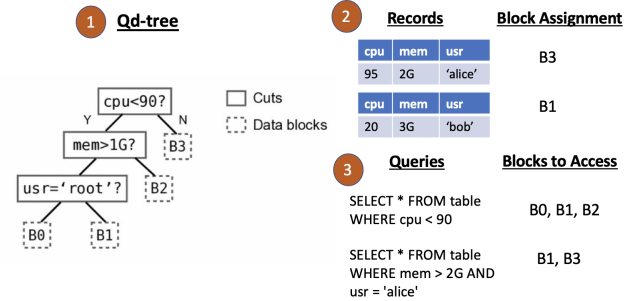 1 Qd-tree
cpu<90?
Y N
mem>1G?
B3
usr=‘root’?
B2
B0 B1
Cuts
Data blocks
2 Records Block Assignment
cpu mem usr
95 2G ‘alice’
B3
cpu mem usr
20 3G ‘bob’
B1
3 Queries Blocks to Access
SELECT * FROM table
WHERE cpu < 90
B0, B1, B2
SELECT * FROM table
WHERE mem > 2G AND
usr = 'alice'
B1, B3